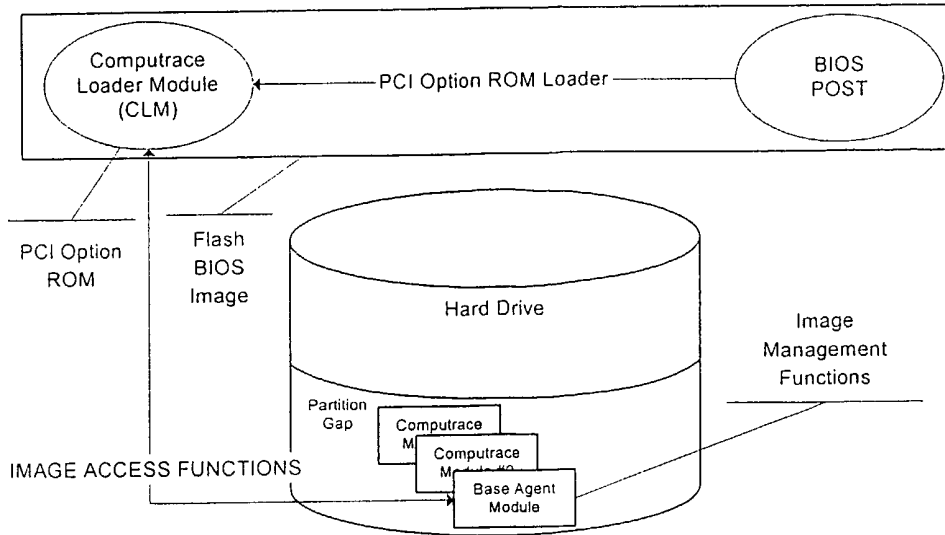 Computrace
Loader Module
(CLM)
PCI Option ROM Loader
BIOS
POST
PCI Option
ROM
Flash
BIOS
Image
Hard Drive
Image
Management
Functions
Partition
Gap
Computrace
Computrace
IMAGE ACCESS FUNCTIONS
Base Agent
Module